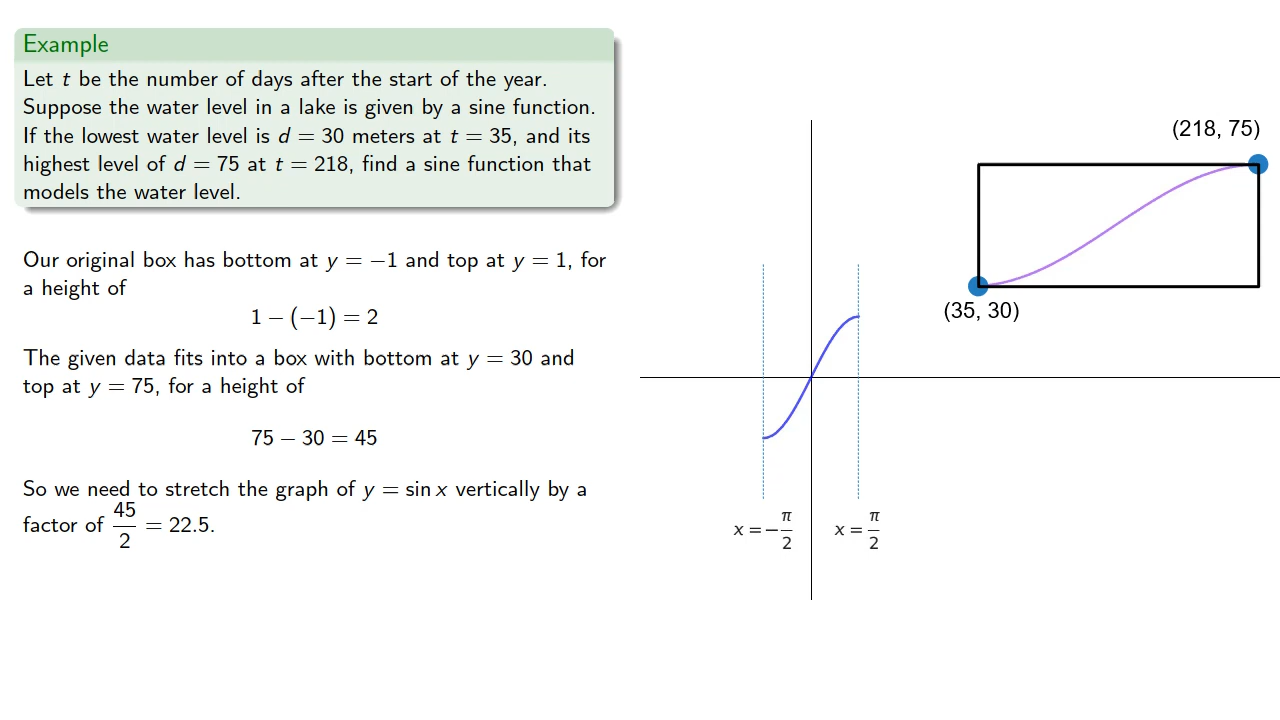 Example
Let t be the number of days after the start of the year.
Suppose the water level in a lake is given by a sine function.
If the lowest water level is d = 30 meters at t = 35, and its
highest level of d = 75 at t = 218, find a sine function that
models the water level.
Our original box has bottom at y = −1 and top at y = 1, for
a height of
1 − (−1) = 2
The given data fits into a box with bottom at y = 30 and
top at y = 75, for a height of
75 − 30 = 45
So we need to stretch the graph of y = sin x vertically by a
factor of 45/2 = 22.5.
(218, 75)
(35, 30)
x = −π/2
x = π/2